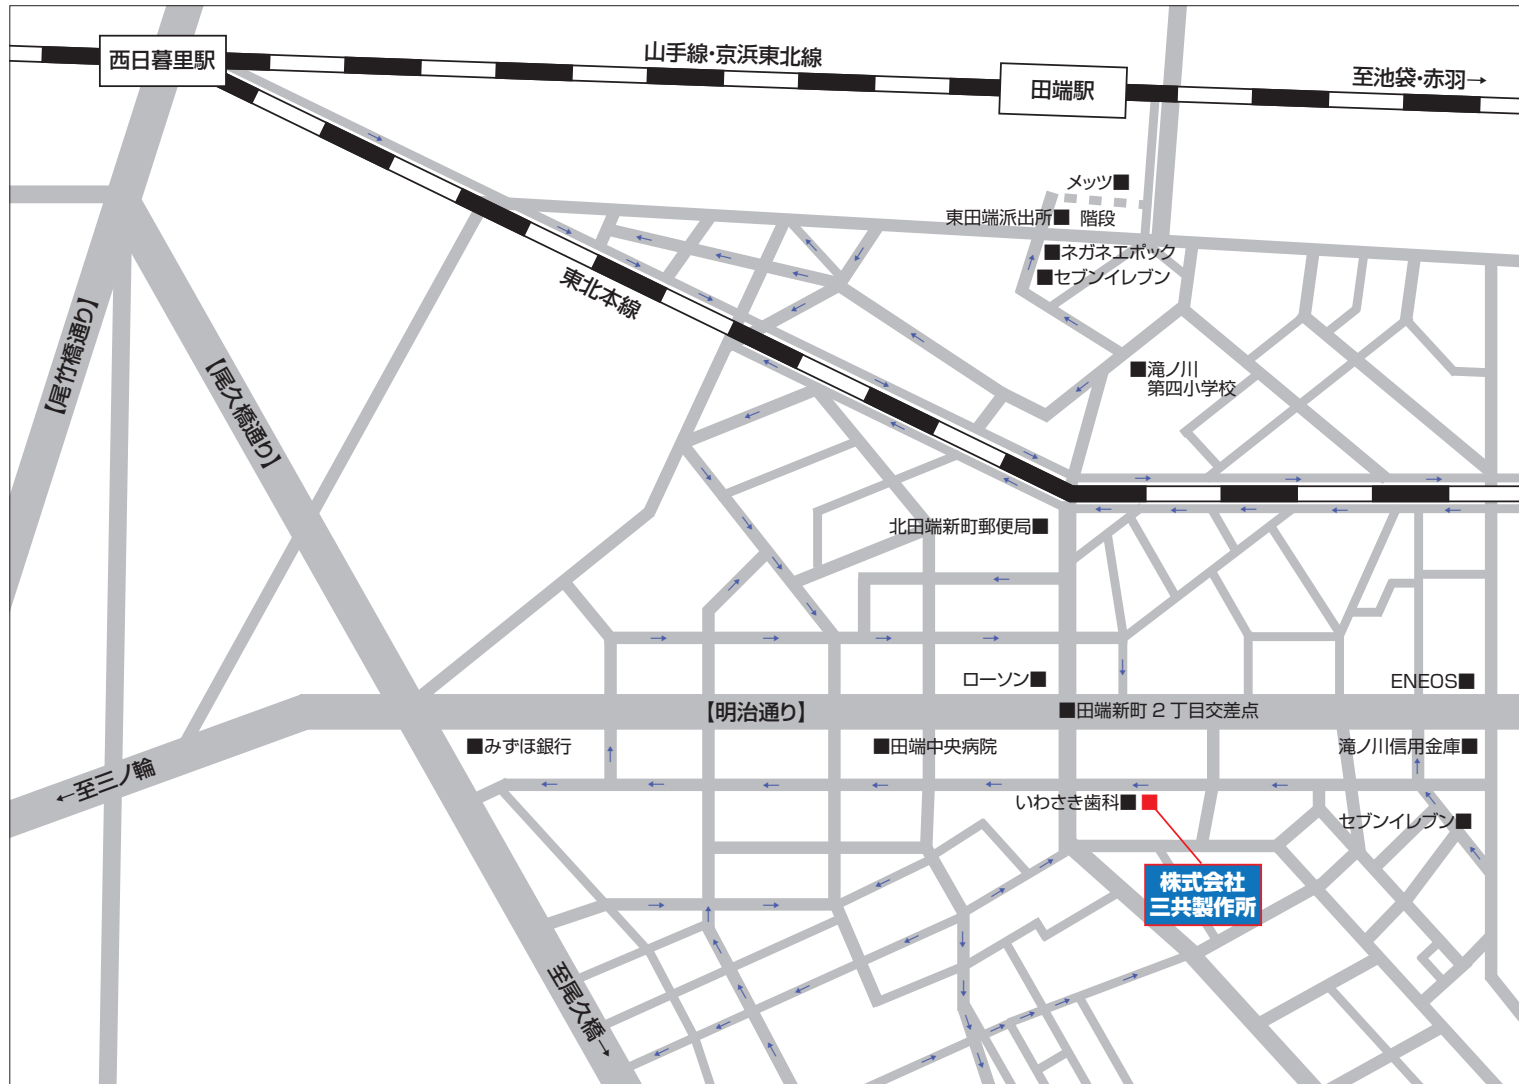 西日暮里駅
山手線・京浜東北線
田端駅
至池袋・赤羽→
メッツ■
東田端派出所■ 階段
■ネガネエポック
■セブンイレブン
東北本線
【尾竹橋通り】
【尾久橋通り】
■滝ノ川
第四小学校
北田端新町郵便局■
ローソン■
ENEOS■
【明治通り】
■田端新町２丁目交差点
■みずほ銀行
■田端中央病院
滝ノ川信用金庫■
←至三ノ輪
いわさき歯科■
セブンイレブン■
株式会社
三共製作所
至尾久橋→